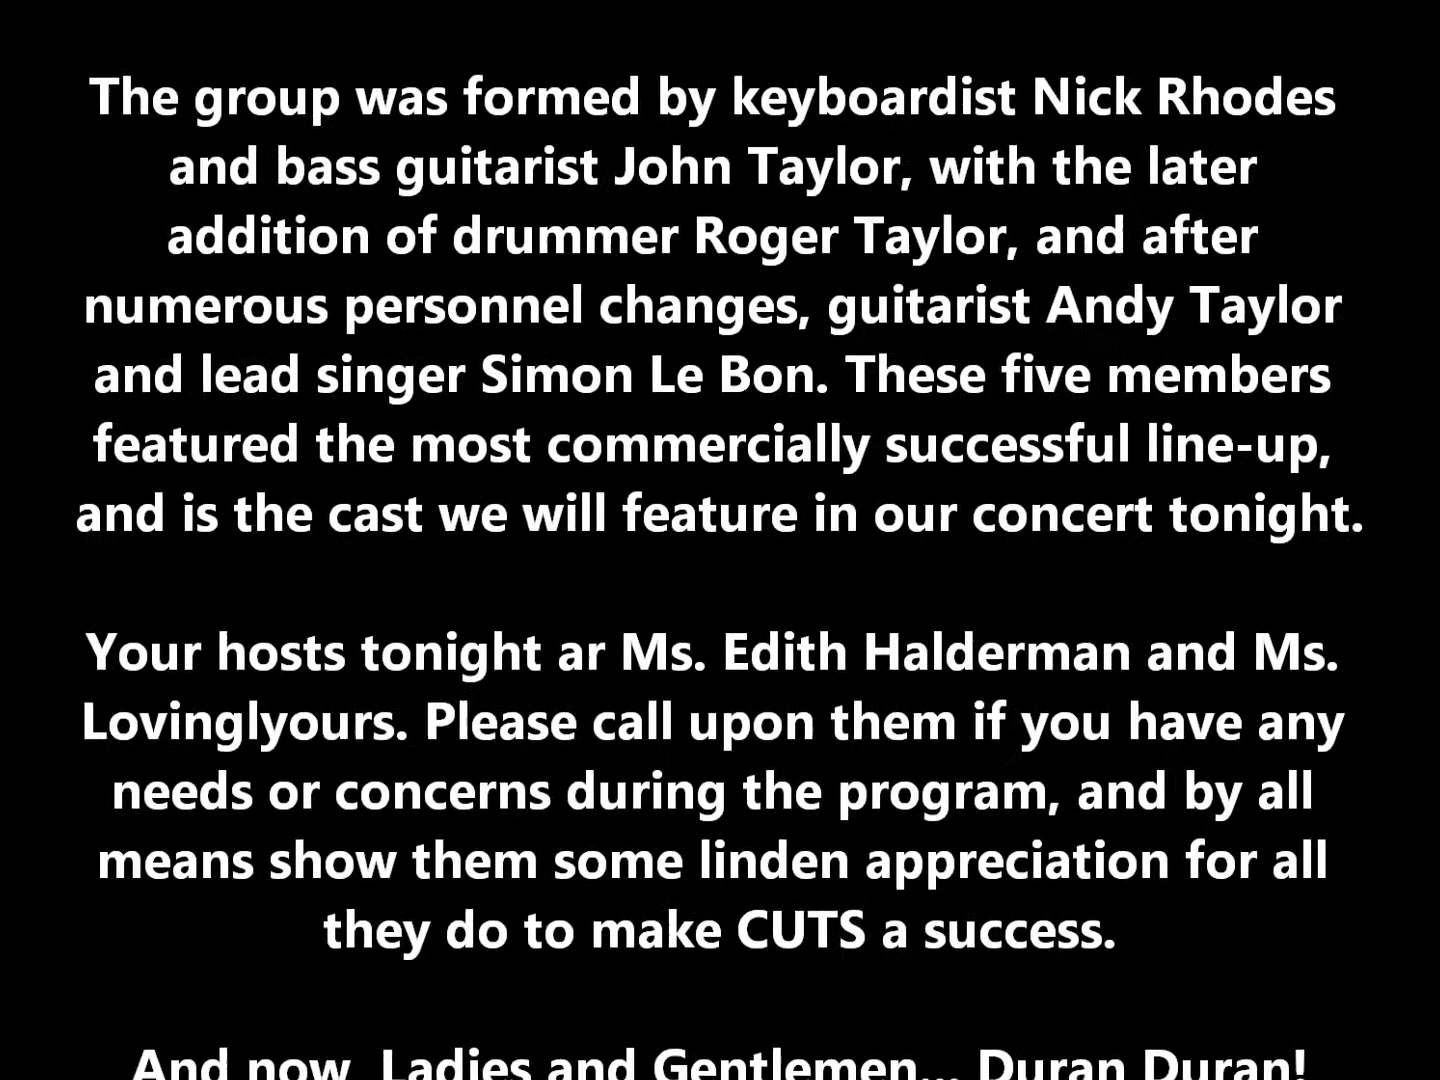 The group was formed by keyboardist Nick Rhodes
and bass guitarist John Taylor, with the later
addition of drummer Roger Taylor, and after
numerous personnel changes, guitarist Andy Taylor
and lead singer Simon Le Bon. These five members
featured the most commercially successful line-up,
and is the cast we will feature in our concert tonight.
Your hosts tonight ar Ms. Edith Halderman and Ms.
Lovinglyours. Please call upon them if you have any
needs or concerns during the program, and by all
means show them some linden appreciation for all
they do to make CUTS a success.
And now  Ladies and Gentlemen... Duran Duran!